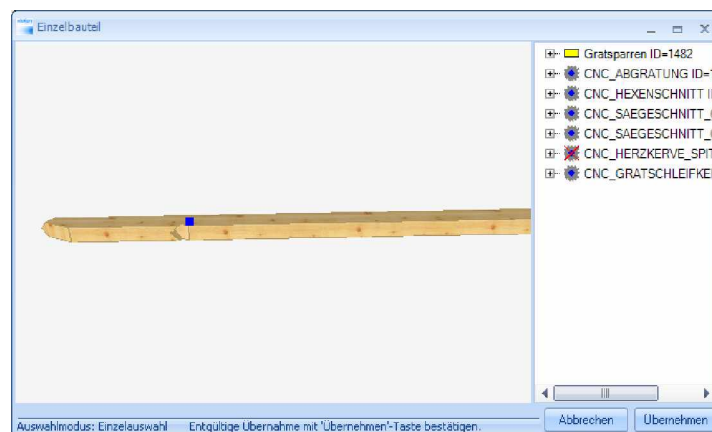 Einzelbauteil
Gratsparren ID=1482
CNC_ABGRATUNG ID=
CNC_HEXENSCHNITT
CNC_SAEGESCHNITT_
CNC_SAEGESCHNITT_
CNC_HERZKERVE_SPIT
CNC_GRATSCHLEIFKE
Auswahlmodus: Einzelauswahl Entgültige Übernahme mit 'Übernehmen'-Taste bestätigen.
Abbrechen Übernehmen